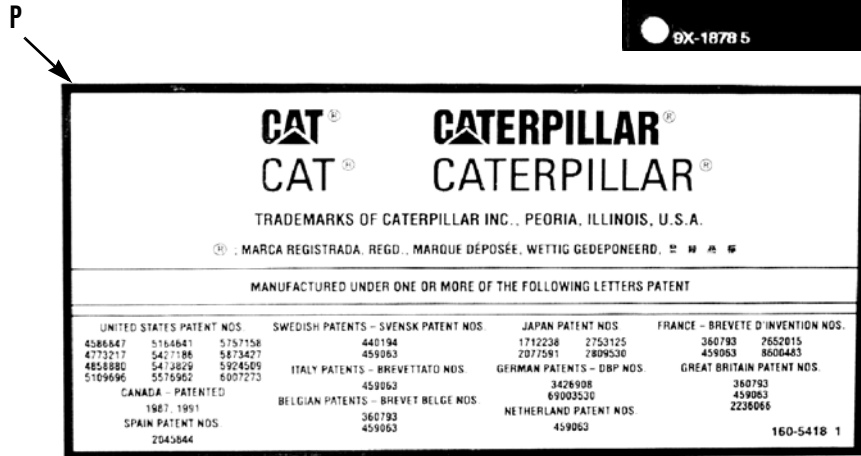 P
9X-1878 5
CAT® CATERPILLAR®
CAT® CATERPILLAR®
TRADEMARKS OF CATERPILLAR INC., PEORIA, ILLINOIS, U.S.A.
® : MARCA REGISTRADA, REGD., MARQUE DÉPOSÉE, WETTIG GEDEPONEERD,
MANUFACTURED UNDER ONE OR MORE OF THE FOLLOWING LETTERS PATENT
UNITED STATES PATENT NOS.
4586847 5164641 5757158
4773217 5427186 5873427
4858880 5473829 5924509
5109696 5576962 6007273
CANADA - PATENTED
1987, 1991
SPAIN PATENT NOS
2045844
SWEDISH PATENTS - SVENSK PATENT NOS.
440194
459063
ITALY PATENTS - BREVETTATO NOS.
459063
BELGIAN PATENTS - BREVET BELGE NOS.
360793
459063
JAPAN PATENT NOS
1712238 2753125
2077591 2809530
GERMAN PATENTS - DBP NOS.
3426908
69003530
NETHERLAND PATENT NOS.
459063
FRANCE - BREVETE D'INVENTION NOS.
360793 2652015
459063 8600483
GREAT BRITAIN PATENT NOS.
360793
459063
2236066
160-5418 1